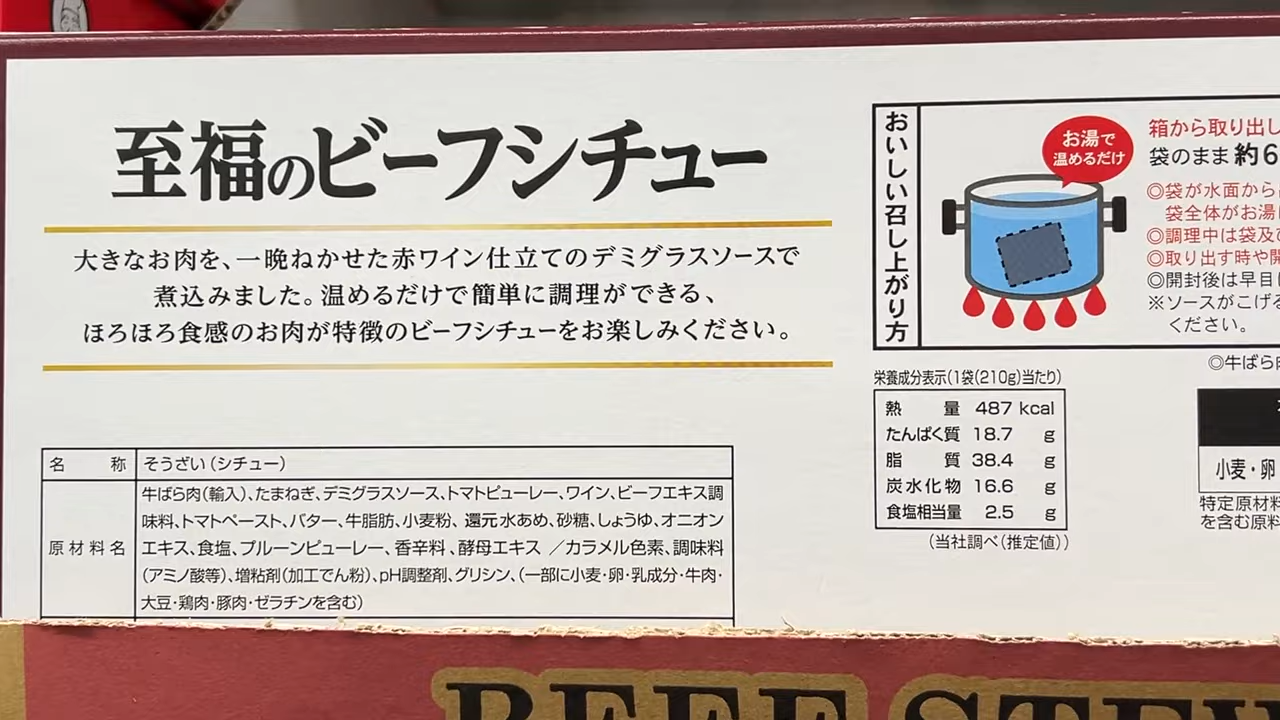 至福のビーフシチュー
大きなお肉を、一晩ねかせた赤ワイン仕立てのデミグラスソースで
煮込みました。温めるだけで簡単に調理ができる、
ほろほろ食感のお肉が特徴のビーフシチューをお楽しみください。
名称 そうざい(シチュー)
原材料名
牛ばら肉(輸入)、たまねぎ、デミグラスソース、トマトピューレー、ワイン、ビーフエキス調
味料、トマトペースト、バター、牛脂肪、小麦粉、還元水あめ、砂糖、しょうゆ、オニオン
エキス、食塩、プルーンピューレー、香辛料、酵母エキス／カラメル色素、調味料
(アミノ酸等)、増粘剤(加工でん粉)、pH調整剤、グリシン、(一部に小麦・卵・乳成分・牛肉・
大豆・鶏肉・豚肉・ゼラチンを含む)
おいしい召し上がり方
お湯で
温めるだけ
箱から取り出し
袋のまま 約6
◎袋が水面から
袋全体がお湯
◎調理中は袋及び
◎取り出す時や開
◎開封後は早目
※ソースがこげる
ください。
◎牛ばら肉
栄養成分表示(1袋(210g)当たり)
熱量 487 kcal
たんぱく質 18.7 g
脂質 38.4 g
炭水化物 16.6 g
食塩相当量 2.5 g
(当社調べ(推定値))
小麦・卵
特定原材料
を含む原料
BEEF STEW